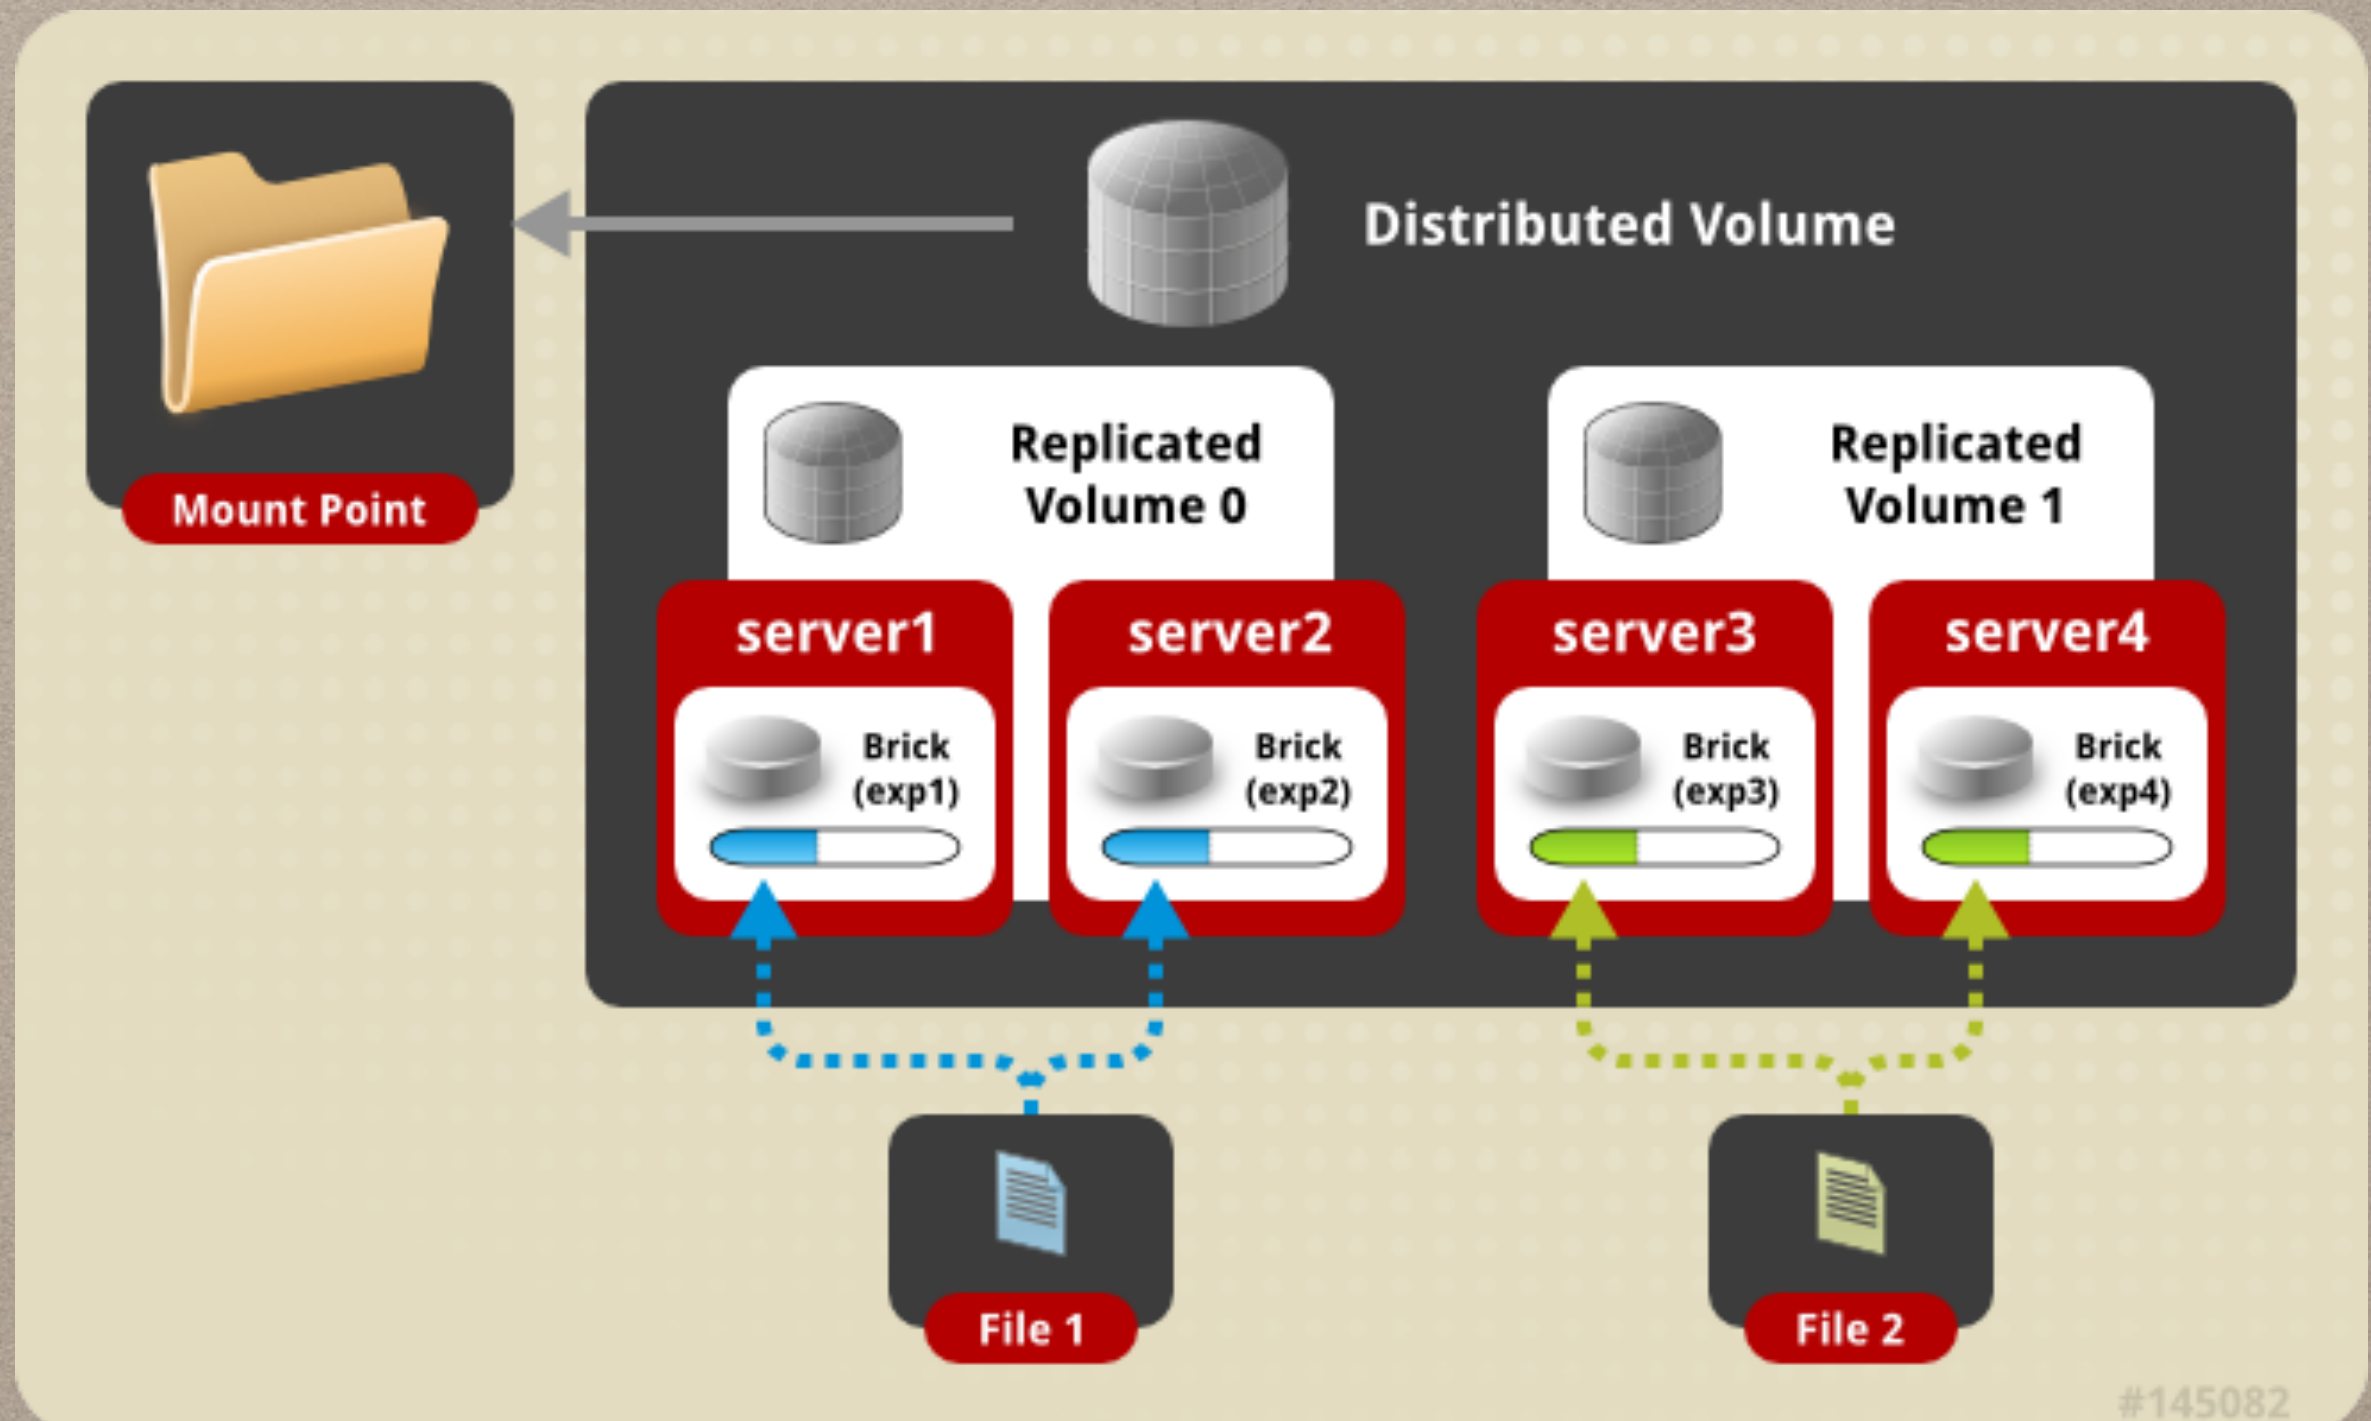 Distributed Volume
Mount Point
Replicated
Volume 0
Replicated
Volume 1
server1
server2
server3
server4
Brick
(exp1)
Brick
(exp2)
Brick
(exp3)
Brick
(exp4)
File 1
File 2
#145082